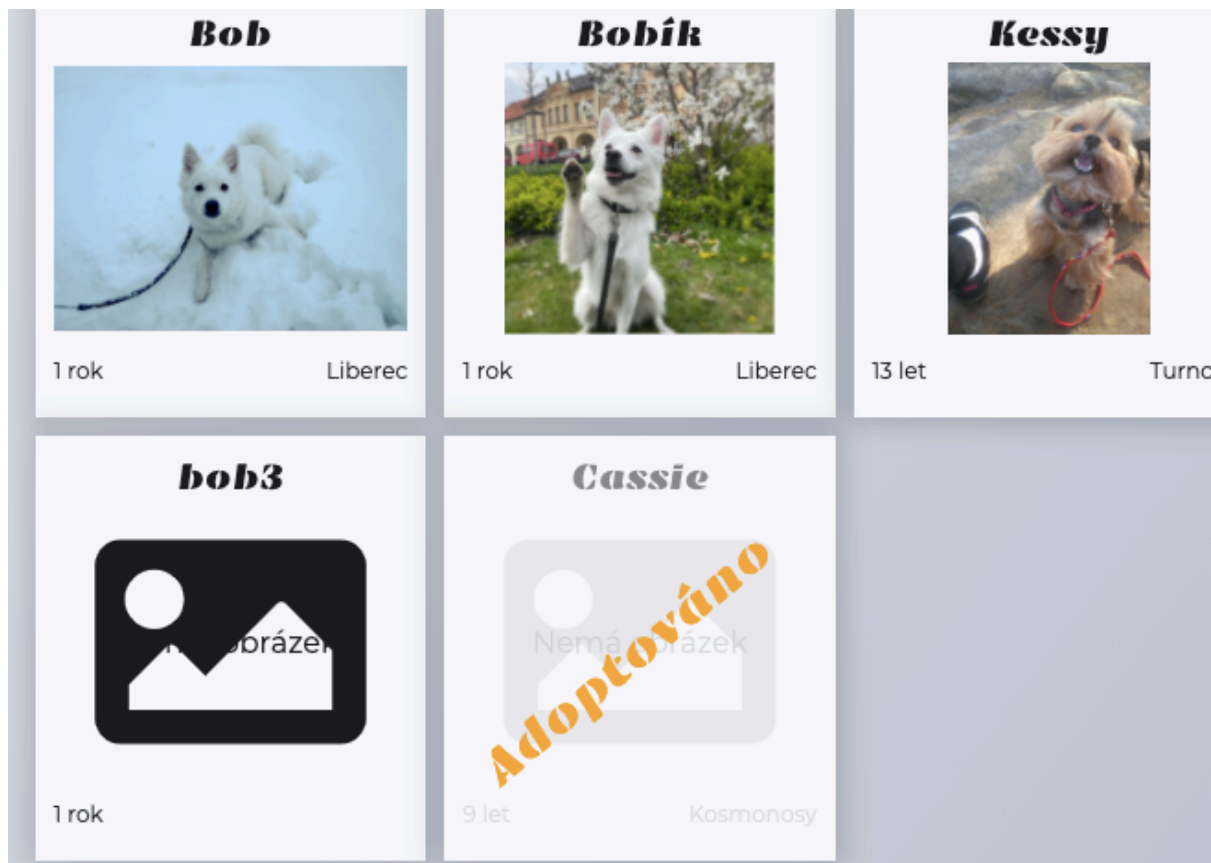 Bob
1 rok
Liberec
Bobík
1 rok
Liberec
Kessy
13 let
bob3
obrázek
1 rok
Cassie
Nemá obrázek
Adoptováno
9 let
Kosmonosy